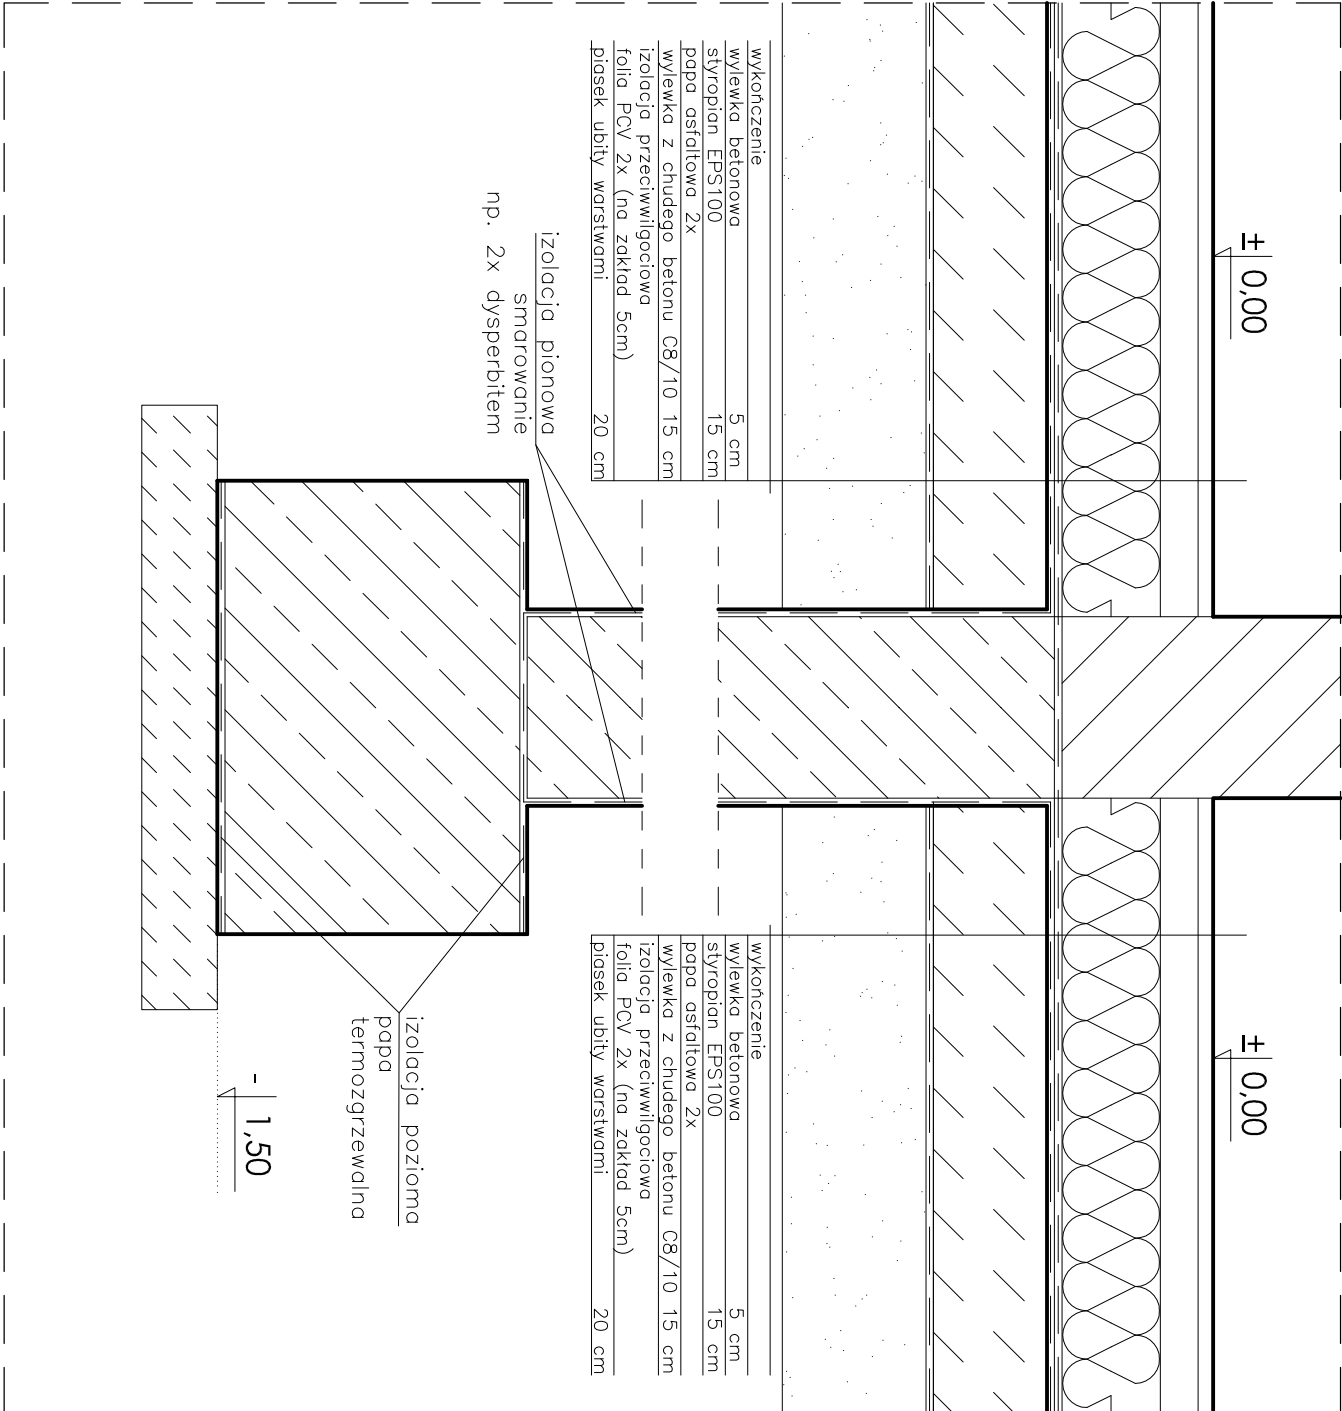 ± 0,00
± 0,00
wykończenie
wylewka betonowa 5 cm
styropian EPS100 15 cm
papa asfaltowa 2x
wylewka z chudego betonu C8/10 15 cm
izolacja przeciwwilgociowa
folia PCV 2x (na zakład 5cm)
piasek ubity warstwami 20 cm
wykończenie
wylewka betonowa 5 cm
styropian EPS100 15 cm
papa asfaltowa 2x
wylewka z chudego betonu C8/10 15 cm
izolacja przeciwwilgociowa
folia PCV 2x (na zakład 5cm)
piasek ubity warstwami 20 cm
izolacja pionowa
smarowanie
np. 2x dysperbitem
izolacja pozioma
papa
termozgrzewalna
- 1,50